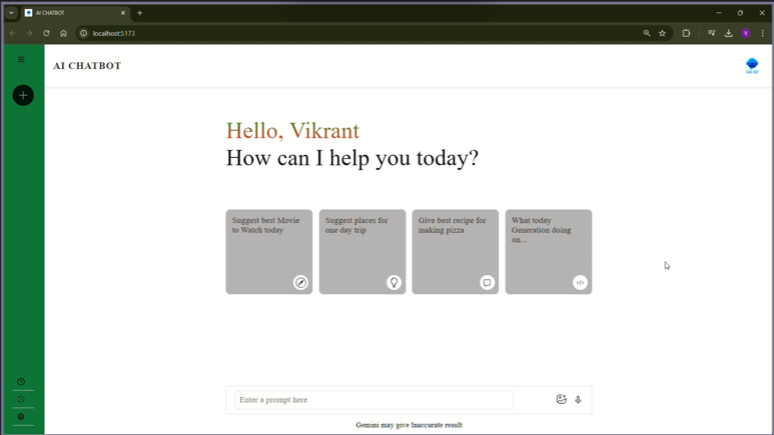 AI CHATBOT
localhost:5173
V
AI CHATBOT
Hello, Vikrant
How can I help you today?
Suggest best Movie
to Watch today
Suggest places for
one day trip
Give best recipe for
making pizza
What today
Generation doing
on...
Enter a prompt here
Gemini may give Inaccurate result